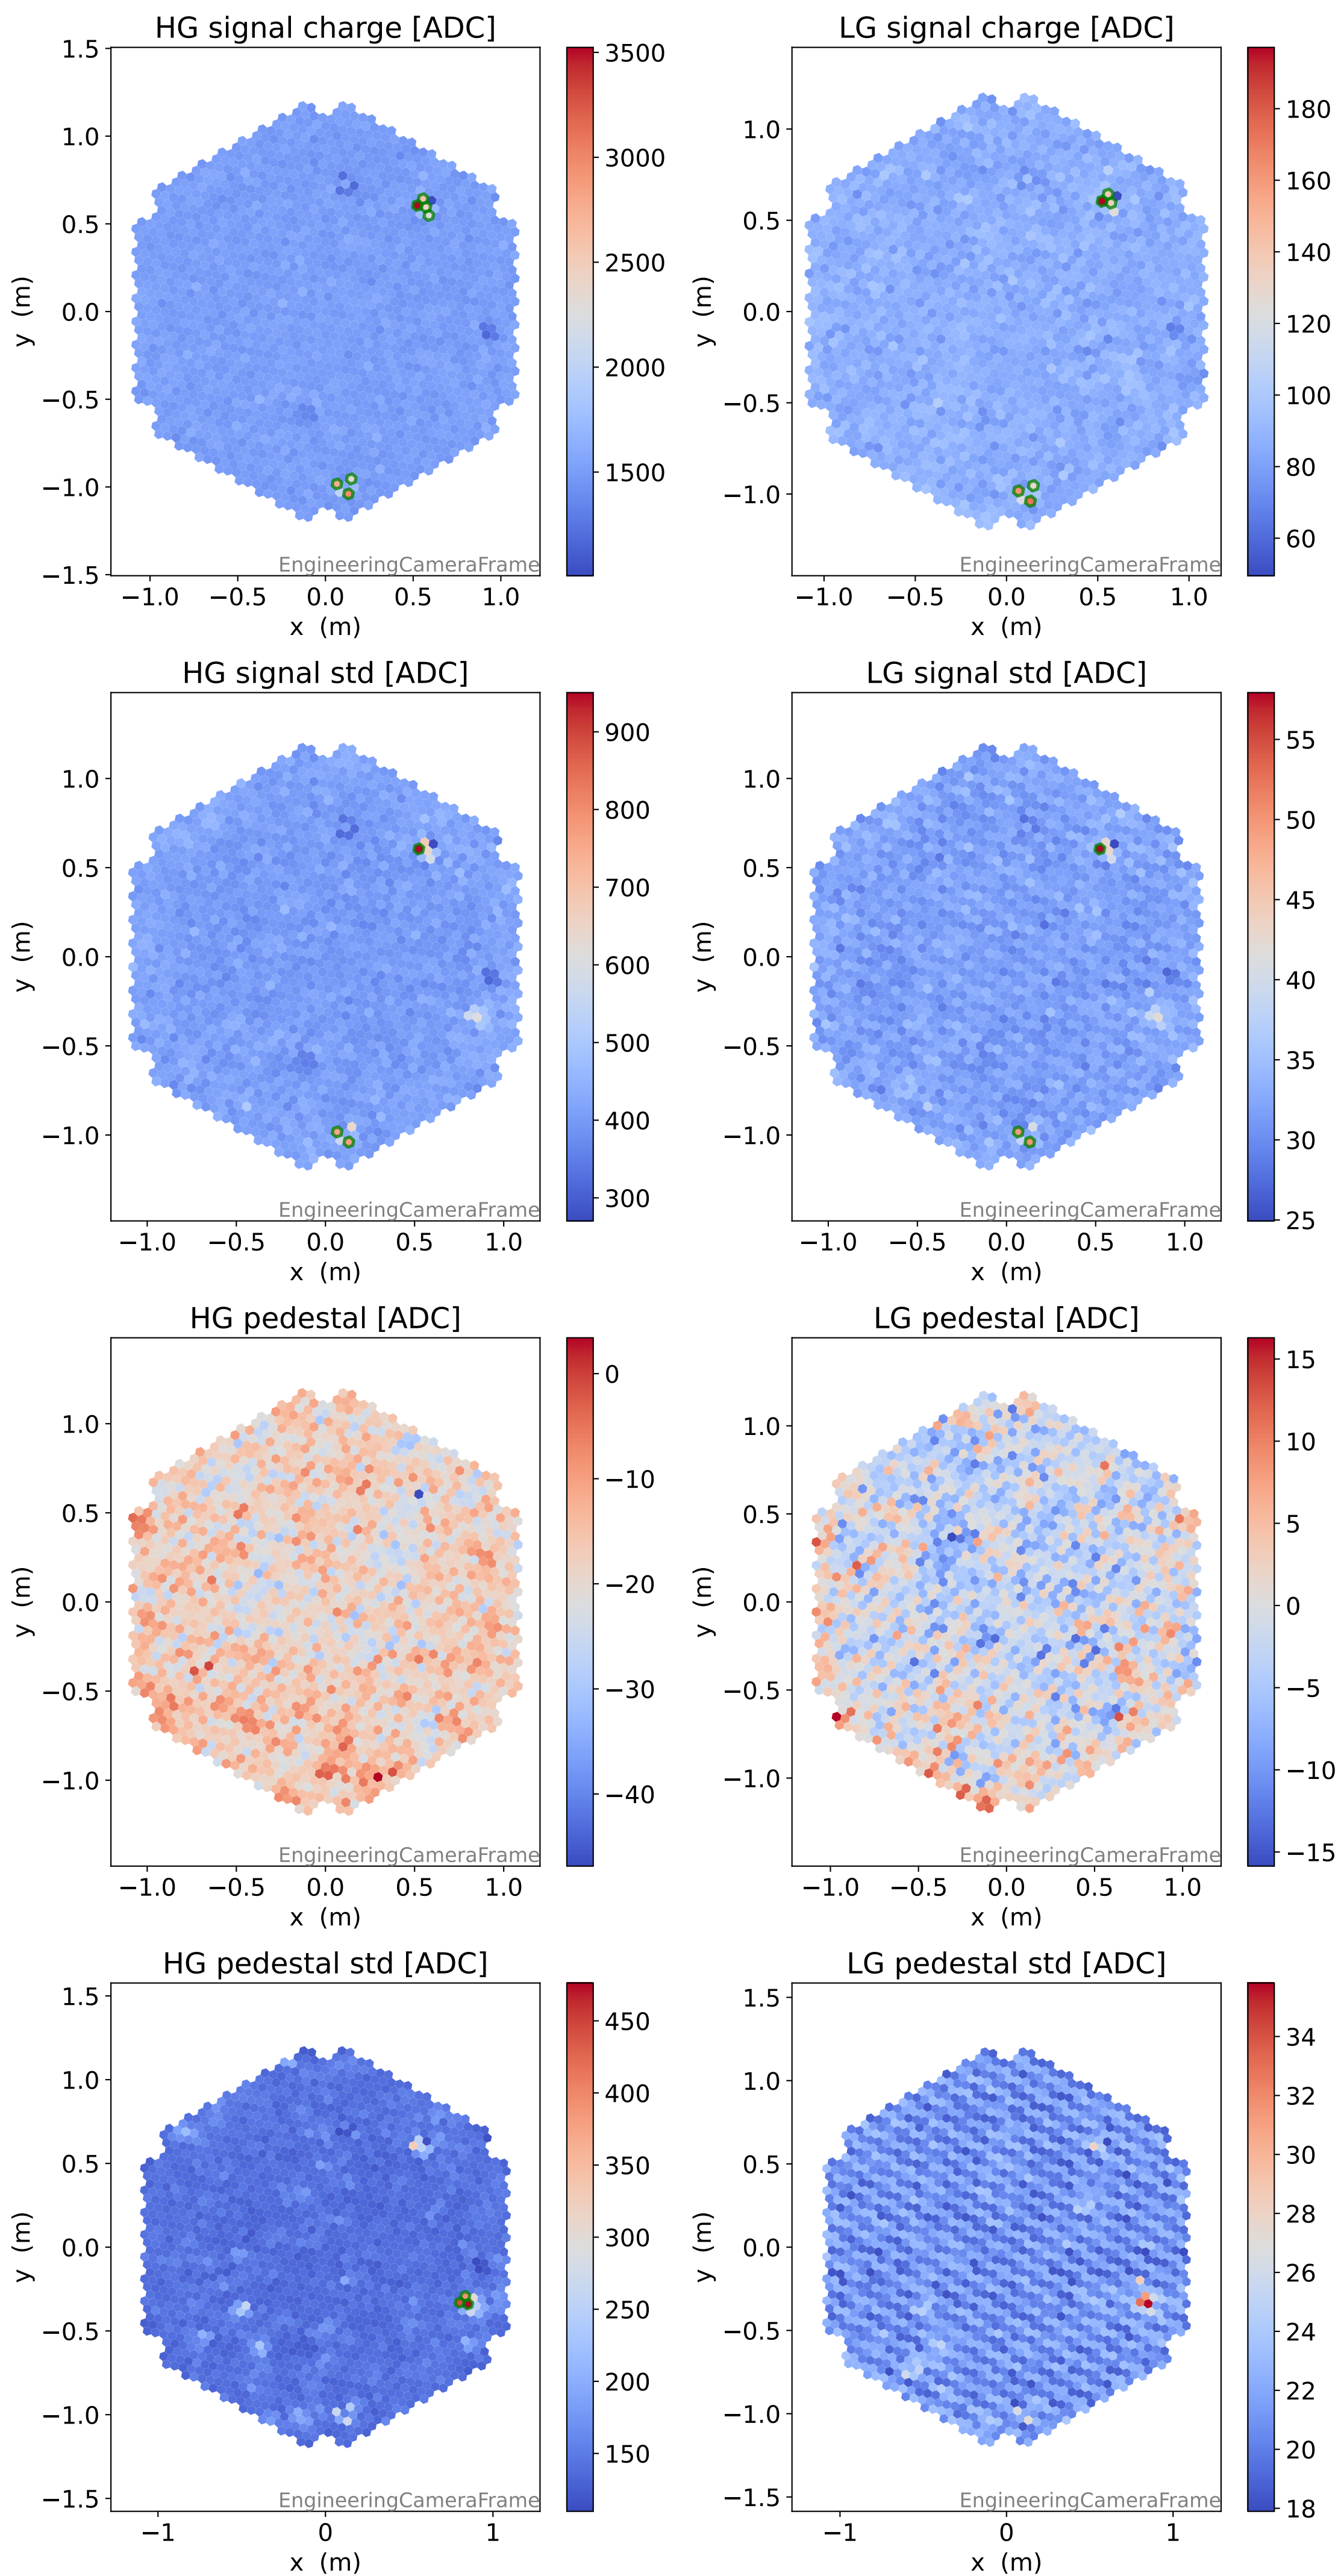 HG signal charge [ADC]
1.5
1.0
0.5
0.0
−0.5
−1.0
−1.5
y (m)
−1.0 −0.5 0.0 0.5 1.0
x (m)
EngineeringCameraFrame
3500
3000
2500
2000
1500
LG signal charge [ADC]
1.0
0.5
0.0
−0.5
−1.0
y (m)
−1.0 −0.5 0.0 0.5 1.0
x (m)
EngineeringCameraFrame
180
160
140
120
100
80
60
HG signal std [ADC]
1.0
0.5
0.0
−0.5
−1.0
y (m)
−1.0 −0.5 0.0 0.5 1.0
x (m)
EngineeringCameraFrame
900
800
700
600
500
400
300
LG signal std [ADC]
1.0
0.5
0.0
−0.5
−1.0
y (m)
−1.0 −0.5 0.0 0.5 1.0
x (m)
EngineeringCameraFrame
55
50
45
40
35
30
25
HG pedestal [ADC]
1.0
0.5
0.0
−0.5
−1.0
y (m)
−1.0 −0.5 0.0 0.5 1.0
x (m)
EngineeringCameraFrame
0
−10
−20
−30
−40
LG pedestal [ADC]
1.0
0.5
0.0
−0.5
−1.0
y (m)
−1.0 −0.5 0.0 0.5 1.0
x (m)
EngineeringCameraFrame
15
10
5
0
−5
−10
−15
HG pedestal std [ADC]
1.5
1.0
0.5
0.0
−0.5
−1.0
−1.5
y (m)
−1 0 1
x (m)
EngineeringCameraFrame
450
400
350
300
250
200
150
LG pedestal std [ADC]
1.5
1.0
0.5
0.0
−0.5
−1.0
−1.5
y (m)
−1 0 1
x (m)
EngineeringCameraFrame
34
32
30
28
26
24
22
20
18